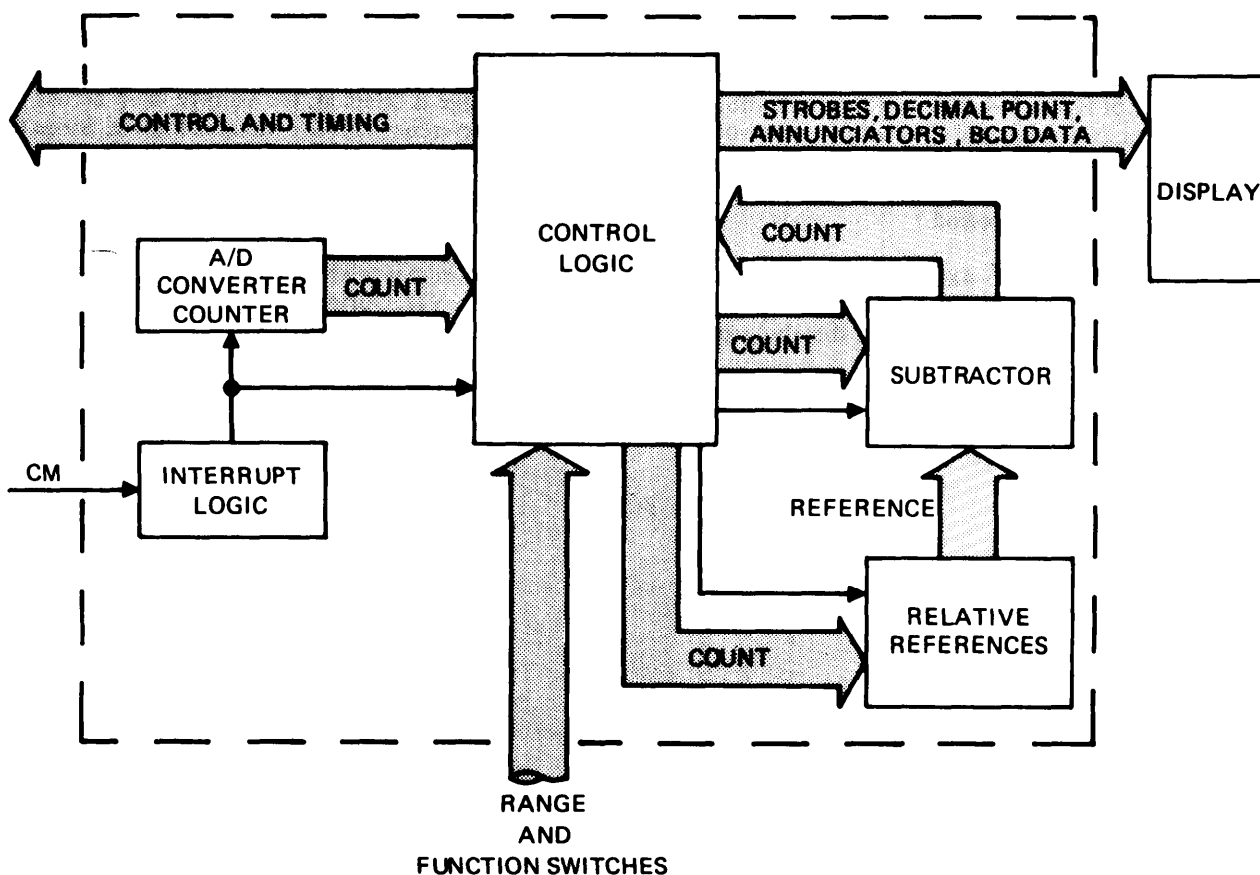 CONTROL AND TIMING
STROBES, DECIMAL POINT,
ANNUNCIATORS , BCD DATA
DISPLAY
CONTROL
LOGIC
COUNT
A/D
CONVERTER
COUNTER
COUNT
COUNT
SUBTRACTOR
CM
INTERRUPT
LOGIC
REFERENCE
RELATIVE
REFERENCES
COUNT
RANGE
AND
FUNCTION SWITCHES